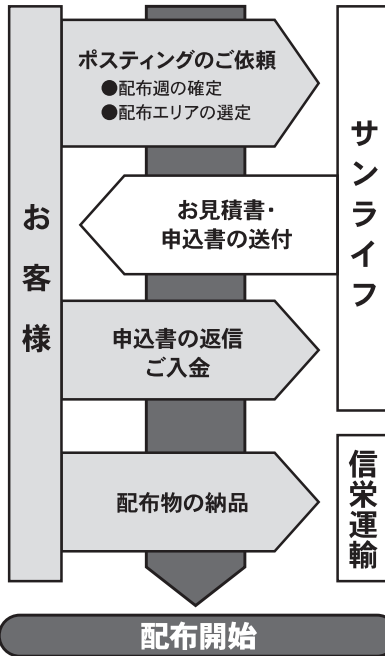 ポスティングのご依頼
●配布週の確定
●配布エリアの選定
お見積書・
申込書の送付
申込書の返信
ご入金
配布物の納品
お客様
サンライフ
信栄運輸
配布開始